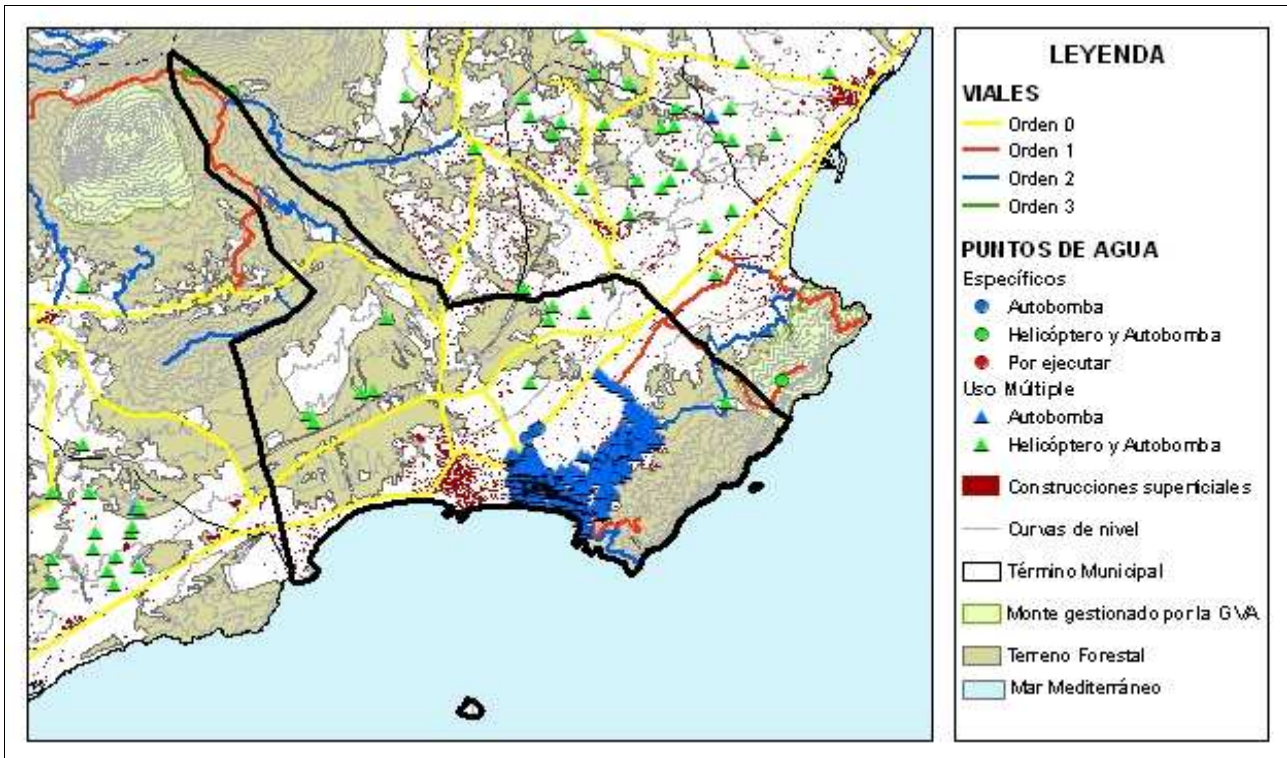 LEYENDA
VIALES
Orden 0
Orden 1
Orden 2
Orden 3
PUNTOS DE AGUA
Específicos
Autobomba
Helicóptero y Autobomba
Por ejecutar
Uso Múltiple
Autobomba
Helicóptero y Autobomba
Construcciones superficiales
Curvas de nivel
Término Municipal
Monte gestionado por la GVA
Terreno Forestal
Mar Mediterráneo